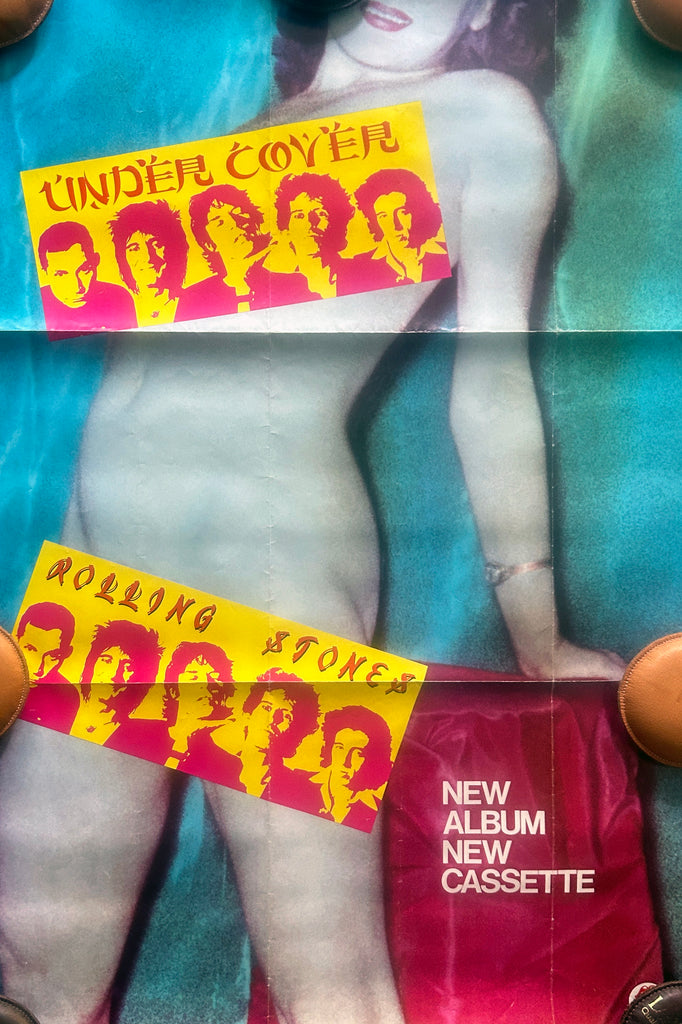 UNDER COVER
ROLLING STONES
NEW
ALBUM
NEW
CASSETTE